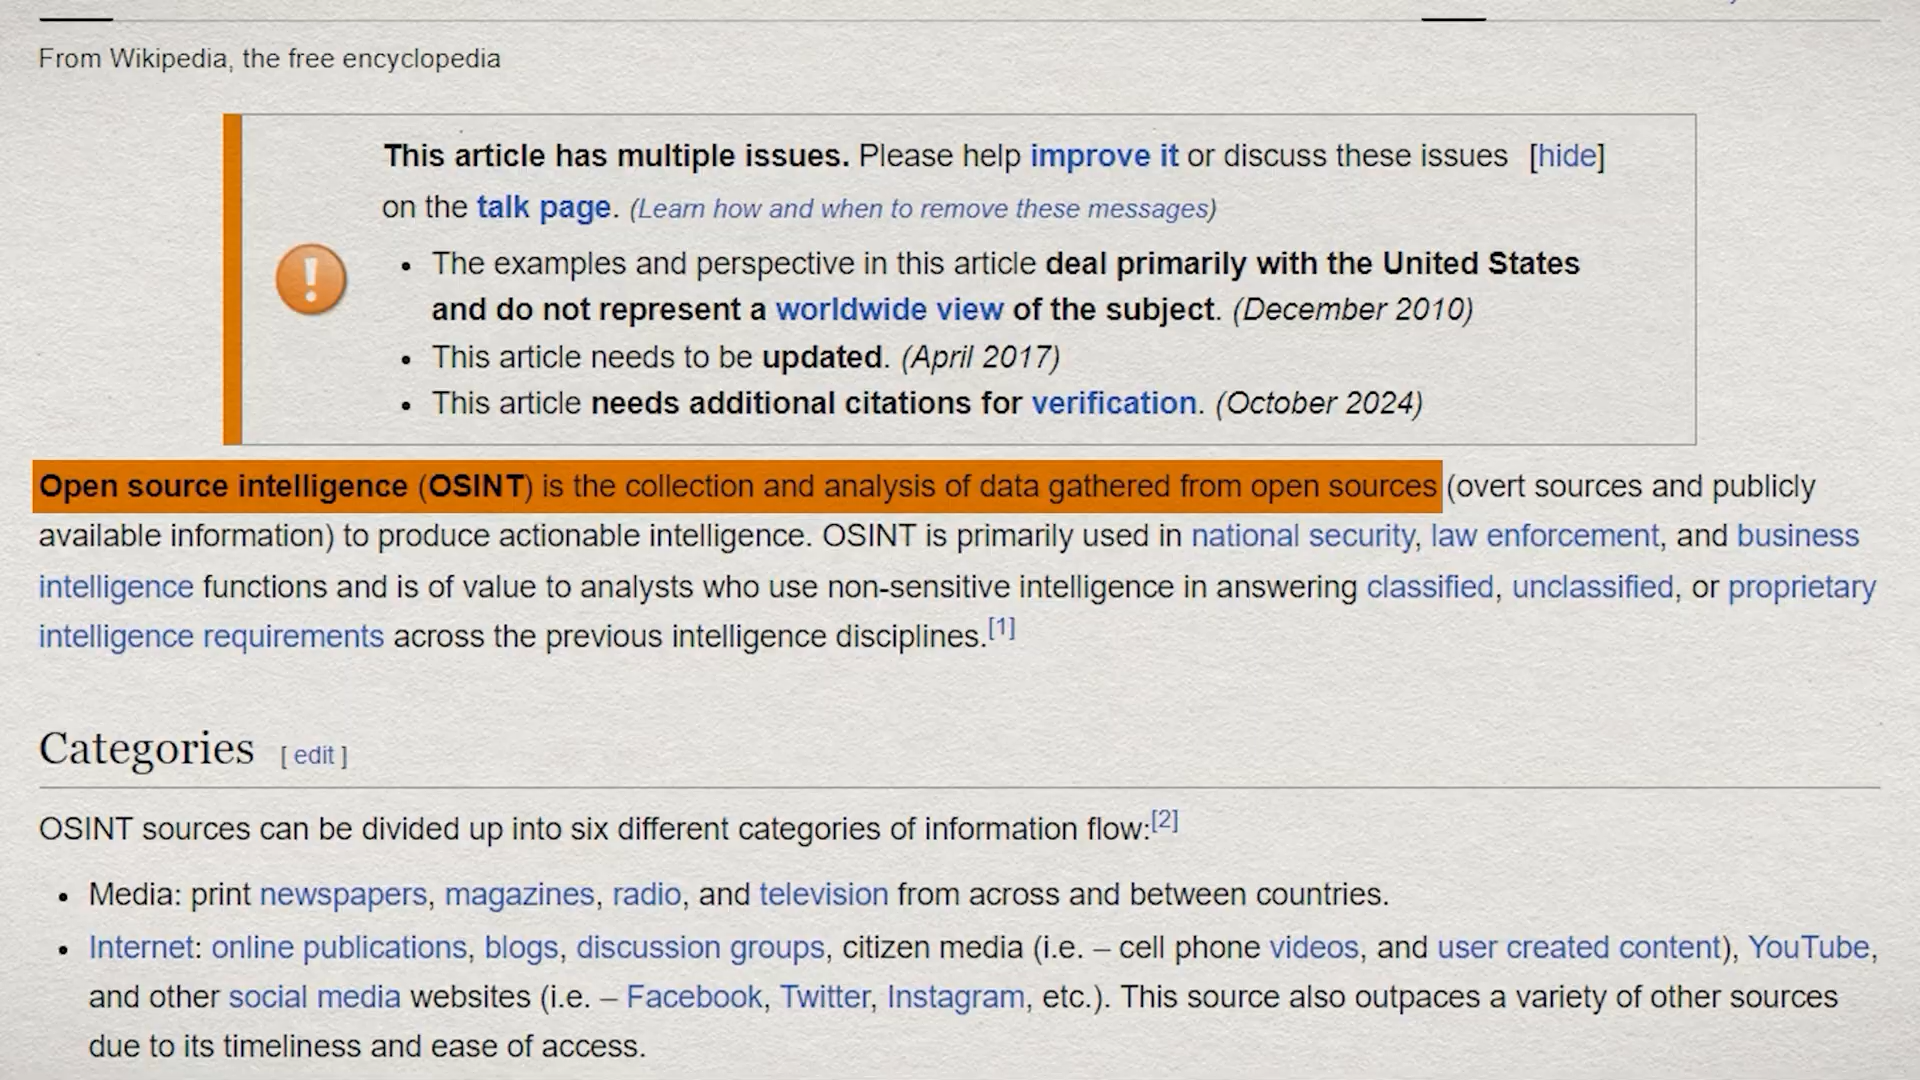 From Wikipedia, the free encyclopedia
This article has multiple issues. Please help improve it or discuss these issues [hide]
on the talk page. (Learn how and when to remove these messages)
• The examples and perspective in this article deal primarily with the United States
and do not represent a worldwide view of the subject. (December 2010)
• This article needs to be updated. (April 2017)
• This article needs additional citations for verification. (October 2024)
Open source intelligence (OSINT) is the collection and analysis of data gathered from open sources (overt sources and publicly
available information) to produce actionable intelligence. OSINT is primarily used in national security, law enforcement, and business
intelligence functions and is of value to analysts who use non-sensitive intelligence in answering classified, unclassified, or proprietary
intelligence requirements across the previous intelligence disciplines.[1]
Categories [ edit ]
OSINT sources can be divided up into six different categories of information flow:[2]
• Media: print newspapers, magazines, radio, and television from across and between countries.
• Internet: online publications, blogs, discussion groups, citizen media (i.e. – cell phone videos, and user created content), YouTube,
and other social media websites (i.e. – Facebook, Twitter, Instagram, etc.). This source also outpaces a variety of other sources
due to its timeliness and ease of access.